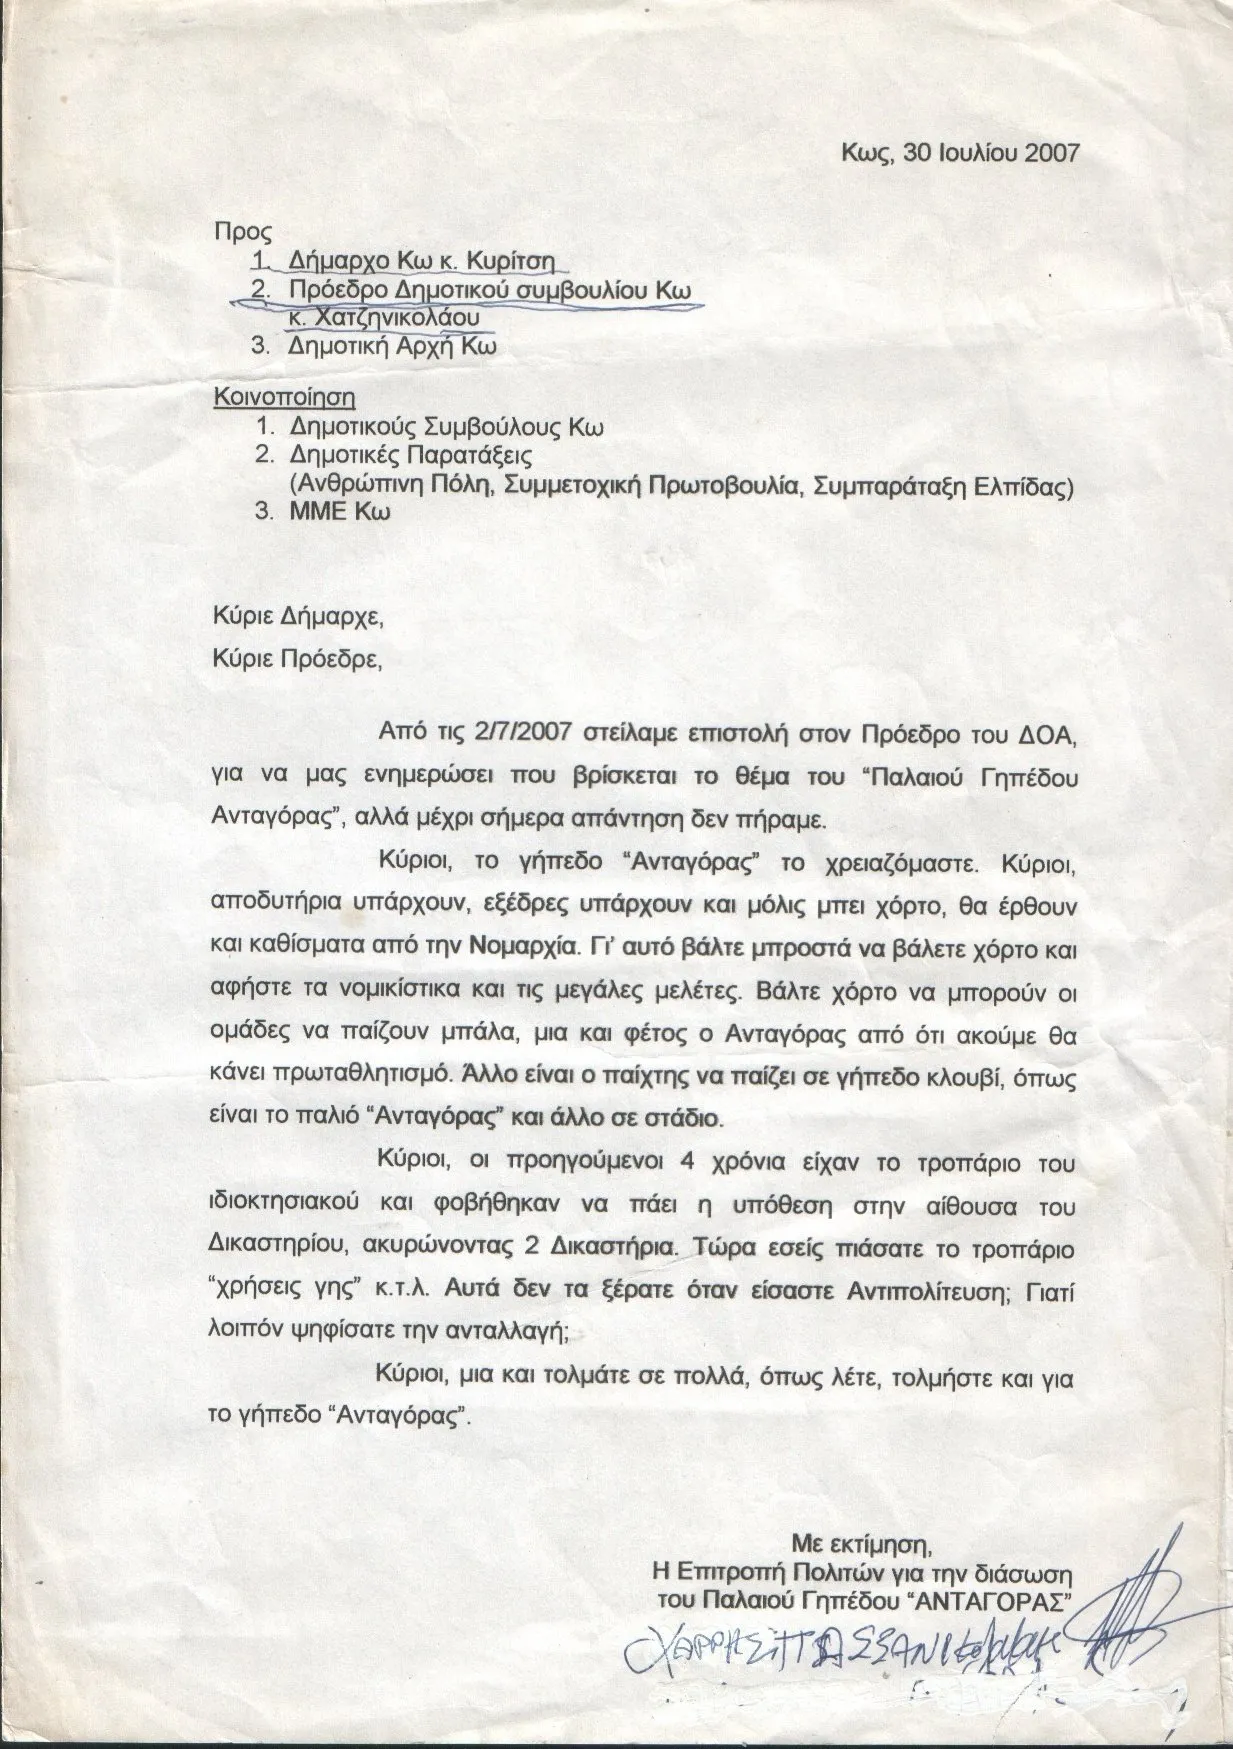 Κως, 30 Ιουλίου 2007
Προς
1. Δήμαρχο Κω κ. Κυρίτση
2. Πρόεδρο Δημοτικού συμβουλίου Κω
κ. Χατζηνικολάου
3. Δημοτική Αρχή Κω
Κοινοποίηση
1. Δημοτικούς Συμβούλους Κω
2. Δημοτικές Παρατάξεις
(Ανθρώπινη Πόλη, Συμμετοχική Πρωτοβουλία, Συμπαράταξη Ελπίδας)
3. ΜΜΕ Κω
Κύριε Δήμαρχε,
Κύριε Πρόεδρε,
Από τις 2/7/2007 στείλαμε επιστολή στον Πρόεδρο του ΔΟΑ,
για να μας ενημερώσει που βρίσκεται το θέμα του “Παλαιού Γηπέδου
Ανταγόρας”, αλλά μέχρι σήμερα απάντηση δεν πήραμε.
Κύριοι, το γήπεδο “Ανταγόρας” το χρειαζόμαστε. Κύριοι,
αποδυτήρια υπάρχουν, εξέδρες υπάρχουν και μόλις μπει χόρτο, θα έρθουν
και καθίσματα από την Νομαρχία. Γι’ αυτό βάλτε μπροστά να βάλετε χόρτο και
αφήστε τα νομικίστικα και τις μεγάλες μελέτες. Βάλτε χόρτο να μπορούν οι
ομάδες να παίζουν μπάλα, μια και φέτος ο Ανταγόρας από ότι ακούμε θα
κάνει πρωταθλητισμό. Άλλο είναι ο παίχτης να παίζει σε γήπεδο κλουβί, όπως
είναι το παλιό “Ανταγόρας” και άλλο σε στάδιο.
Κύριοι, οι προηγούμενοι 4 χρόνια είχαν το τροπάριο του
ιδιοκτησιακού και φοβήθηκαν να πάει η υπόθεση στην αίθουσα του
Δικαστηρίου, ακυρώνοντας 2 Δικαστήρια. Τώρα εσείς πιάσατε το τροπάριο
“χρήσεις γης” κ.τ.λ. Αυτά δεν τα ξέρατε όταν είσαστε Αντιπολίτευση; Γιατί
λοιπόν ψηφίσατε την ανταλλαγή;
Κύριοι, μια και τολμάτε σε πολλά, όπως λέτε, τολμήστε και για
το γήπεδο “Ανταγόρας”.
Με εκτίμηση,
Η Επιτροπή Πολιτών για την διάσωση
του Παλαιού Γηπέδου “ΑΝΤΑΓΟΡΑΣ”